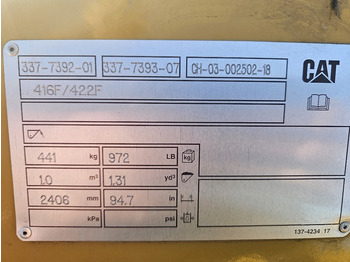 337-7392-01 337-7393-07 CH-03-002502-18
CAT
416F/422F
441 kg 972 LB
1.0 m³ 1.31 yd³
2406 mm 94.7 in
kPa psi
137-4234 17